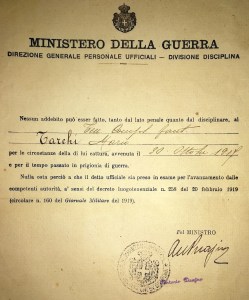 MINISTERO DELLA GUERRA
DIREZIONE GENERALE PERSONALE UFFICIALI — DIVISIONE DISCIPLINA
Nessun addebito può esser fatto, tanto dal lato penale quanto dal disciplinare, al
Tarchi Mario
per le circostanze della di lui cattura, avvenuta il 30 Ottobre 1917
e per il tempo passato in prigionia di guerra.
Nulla osta perciò a che il detto ufficiale sia preso in esame per l'avanzamento dalle
competenti autorità, a' sensi del decreto luogotenenziale n. 258 del 20 febbraio 1919
(circolare n. 160 del Giornale Militare del 1919).
Pel MINISTRO